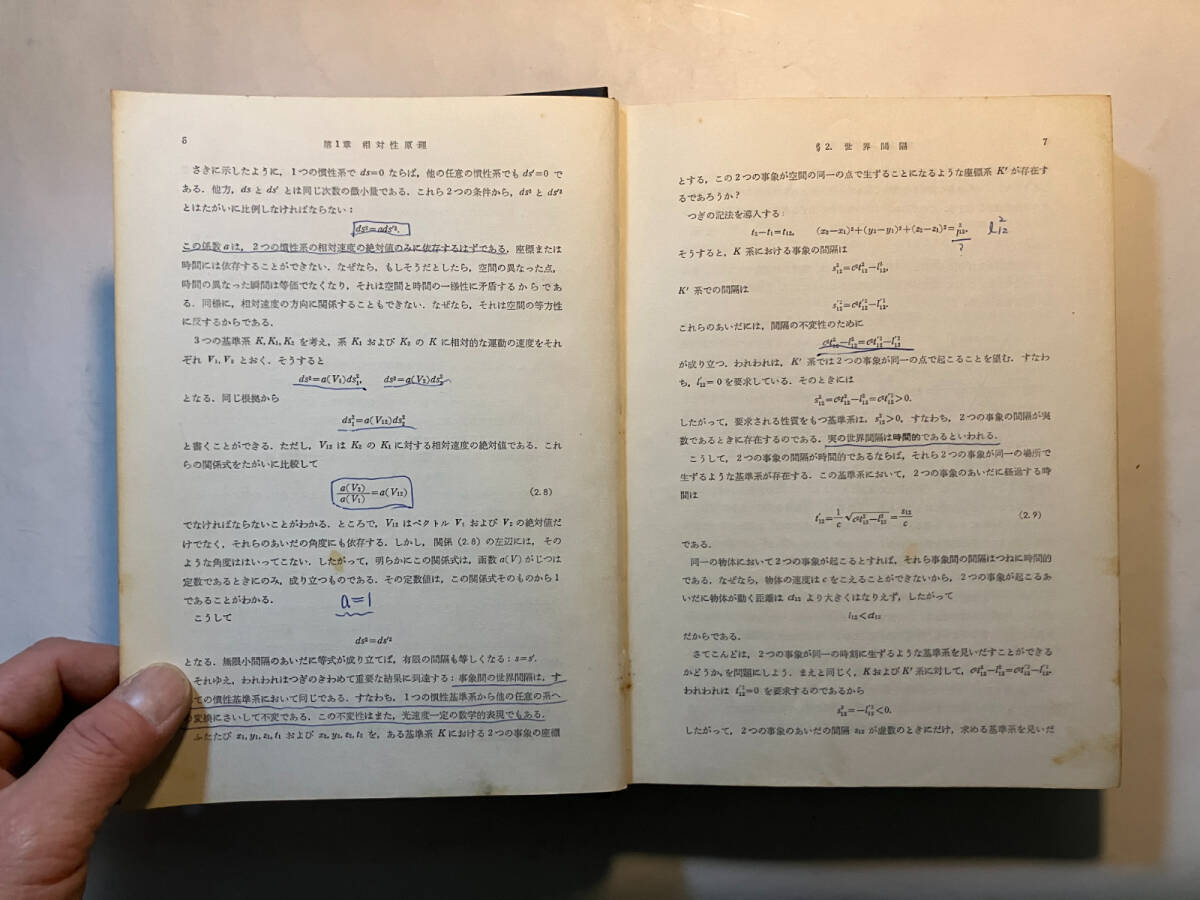 6
第1章 相対性原理
さきに示したように，1つの慣性系で ds=0 ならば，他の任意の慣性系でも ds′=0 で
ある．他方，ds と ds′ とは同じ次数の微小量である．これら2つの条件から，ds² と ds′²
とはたがいに比例しなければならない：
ds²=ads′².
この係数 a は，2つの慣性系の相対速度の絶対値のみに依存するはずである，座標または
時間には依存することができない．なぜなら，もしそうだとしたら，空間の異なった点，
時間の異なった瞬間は等価でなくなり，それは空間と時間の一様性に矛盾するからであ
る．同様に，相対速度の方向に関係することもできない．なぜなら，それは空間の等方性
に反するからである．
3つの基準系 K, K₁, K₂ を考え，系 K₁ および K₂ の K に相対的な運動の速度をそれ
ぞれ V₁, V₂ とおく．そうすると
ds²=a(V₁)ds₁², ds²=a(V₂)ds₂²
となる．同じ根拠から
ds₁²=a(V₁₂)ds₂²
と書くことができる．ただし，V₁₂ は K₂ の K₁ に対する相対速度の絶対値である．これ
らの関係式をたがいに比較して
a(V₂)/a(V₁)=a(V₁₂) (2.8)
でなければならないことがわかる．ところで，V₁₂ はベクトル V₁ および V₂ の絶対値だ
けでなく，それらのあいだの角度にも依存する．しかし，関係 (2.8) の左辺には，その
ような角度ははいってこない．したがって，明らかにこの関係式は，函数 a(V) がじつは
定数であるときにのみ，成り立つものである．その定数値は，この関係式そのものから1
であることがわかる．
a=1
こうして
ds²=ds′²
となる．無限小間隔のあいだに等式が成り立てば，有限の間隔も等しくなる：s=s′.
それゆえ，われわれはつぎのきわめて重要な結果に到達する：事象間の世界間隔は，す
ての慣性基準系において同じである．すなわち，1つの慣性基準系から他の任意の系へ
変換にさいして不変である．この不変性はまた，光速度一定の数学的表現でもある．
ふたたび x₁, y₁, z₁, t₁ および x₂, y₂, z₂, t₂ を，ある基準系 K における2つの事象の座標
§2. 世界間隔
7
とする，この2つの事象が空間の同一の点で生ずることになるような座標系 K′ が存在す
るであろうか？
つぎの記法を導入する：
t₂−t₁=t₁₂, (x₂−x₁)²+(y₂−y₁)²+(z₂−z₁)²=l₁₂². l₁₂²
?
そうすると，K 系における事象の間隔は
s₁₂²=c²t₁₂²−l₁₂²,
K′ 系での間隔は
s′₁₂²=c²t′₁₂²−l′₁₂².
これらのあいだには，間隔の不変性のために
c²t₁₂²−l₁₂²=c²t′₁₂²−l′₁₂²
が成り立つ．われわれは，K′ 系では2つの事象が同一の点で起こることを望む．すなわ
ち，l′₁₂=0 を要求している．そのときには
s₁₂²=c²t₁₂²−l₁₂²=c²t′₁₂²>0.
したがって，要求される性質をもつ基準系は，s₁₂²>0, すなわち，2つの事象の間隔が実
数であるときに存在するのである．実の世界間隔は時間的であるといわれる．
こうして，2つの事象の間隔が時間的であるならば，それら2つの事象が同一の場所で
生ずるような基準系が存在する．この基準系において，2つの事象のあいだに経過する時
間は
t′₁₂=1/c √c²t₁₂²−l₁₂²=s₁₂/c (2.9)
である．
同一の物体において2つの事象が起こるとすれば，それら事象間の間隔はつねに時間的
である．なぜなら，物体の速度は c をこえることができないから，2つの事象が起こるあ
いだに物体が動く距離は ct₁₂ より大きくはなりえず，したがって
l₁₂<ct₁₂
だからである．
さてこんどは，2つの事象が同一の時刻に生ずるような基準系を見いだすことができる
かどうか，を問題にしよう．まえと同じく，K および K′ 系に対して，c²t₁₂²−l₁₂²=c²t′₁₂²−l′₁₂².
われわれは t′₁₂=0 を要求するのであるから
s₁₂²=−l′₁₂²<0.
したがって，2つの事象のあいだの間隔 s₁₂ が虚数のときにだけ，求める基準系を見いだ